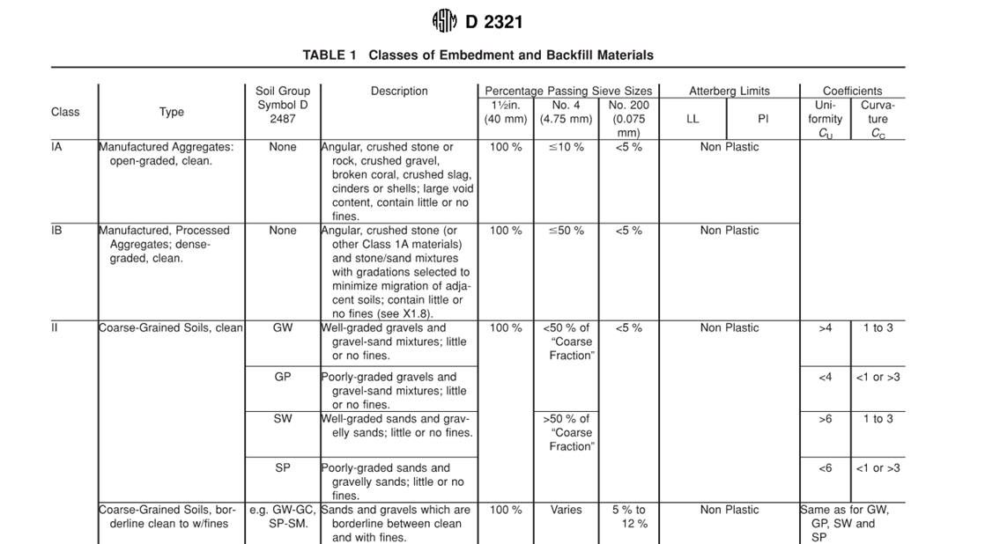 ASTM D 2321
TABLE 1 Classes of Embedment and Backfill Materials
Class
Type
Soil Group
Symbol D
2487
Description
Percentage Passing Sieve Sizes
1½in.
(40 mm)
No. 4
(4.75 mm)
No. 200
(0.075
mm)
Atterberg Limits
LL
PI
Coefficients
Uni-
formity
CU
Curva-
ture
CC
IA
Manufactured Aggregates:
open-graded, clean.
None
Angular, crushed stone or
rock, crushed gravel,
broken coral, crushed slag,
cinders or shells; large void
content, contain little or no
fines.
100 %
≤10 %
<5 %
Non Plastic
IB
Manufactured, Processed
Aggregates; dense-
graded, clean.
None
Angular, crushed stone (or
other Class 1A materials)
and stone/sand mixtures
with gradations selected to
minimize migration of adja-
cent soils; contain little or
no fines (see X1.8).
100 %
≤50 %
<5 %
Non Plastic
II
Coarse-Grained Soils, clean
GW
Well-graded gravels and
gravel-sand mixtures; little
or no fines.
100 %
<50 % of
“Coarse
Fraction”
<5 %
Non Plastic
>4
1 to 3
GP
Poorly-graded gravels and
gravel-sand mixtures; little
or no fines.
<4
<1 or >3
SW
Well-graded sands and grav-
elly sands; little or no fines.
>50 % of
“Coarse
Fraction”
>6
1 to 3
SP
Poorly-graded sands and
gravelly sands; little or no
fines.
<6
<1 or >3
Coarse-Grained Soils, bor-
derline clean to w/fines
e.g. GW-GC,
SP-SM.
Sands and gravels which are
borderline between clean
and with fines.
100 %
Varies
5 % to
12 %
Non Plastic
Same as for GW,
GP, SW and
SP